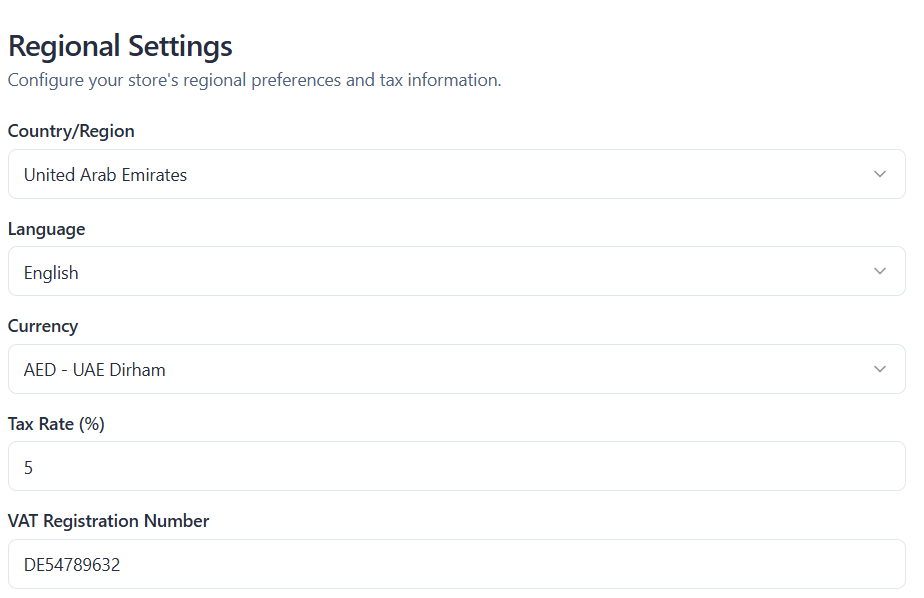 Regional Settings
Configure your store's regional preferences and tax information.
Country/Region
United Arab Emirates
Language
English
Currency
AED - UAE Dirham
Tax Rate (%)
5
VAT Registration Number
DE54789632